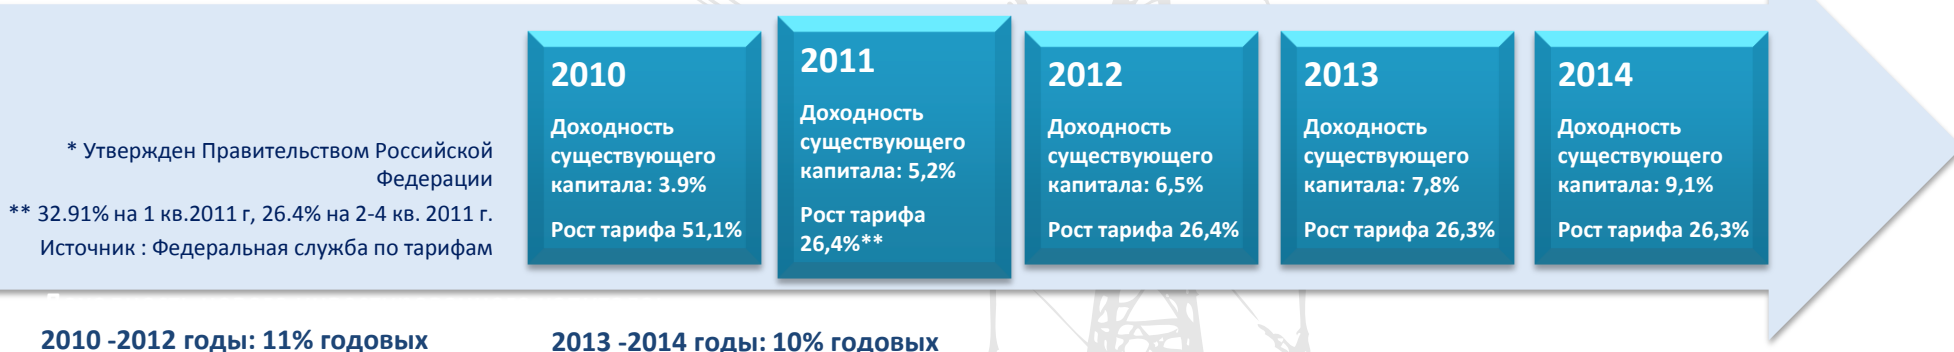 * Утвержден Правительством Российской
Федерации
** 32.91% на 1 кв.2011 г, 26.4% на 2-4 кв. 2011 г.
Источник : Федеральная служба по тарифам
2010
Доходность
существующего
капитала: 3.9%
Рост тарифа 51,1%
2011
Доходность
существующего
капитала: 5,2%
Рост тарифа
26,4%**
2012
Доходность
существующего
капитала: 6,5%
Рост тарифа 26,4%
2013
Доходность
существующего
капитала: 7,8%
Рост тарифа 26,3%
2014
Доходность
существующего
капитала: 9,1%
Рост тарифа 26,3%
2010 -2012 годы: 11% годовых
2013 -2014 годы: 10% годовых